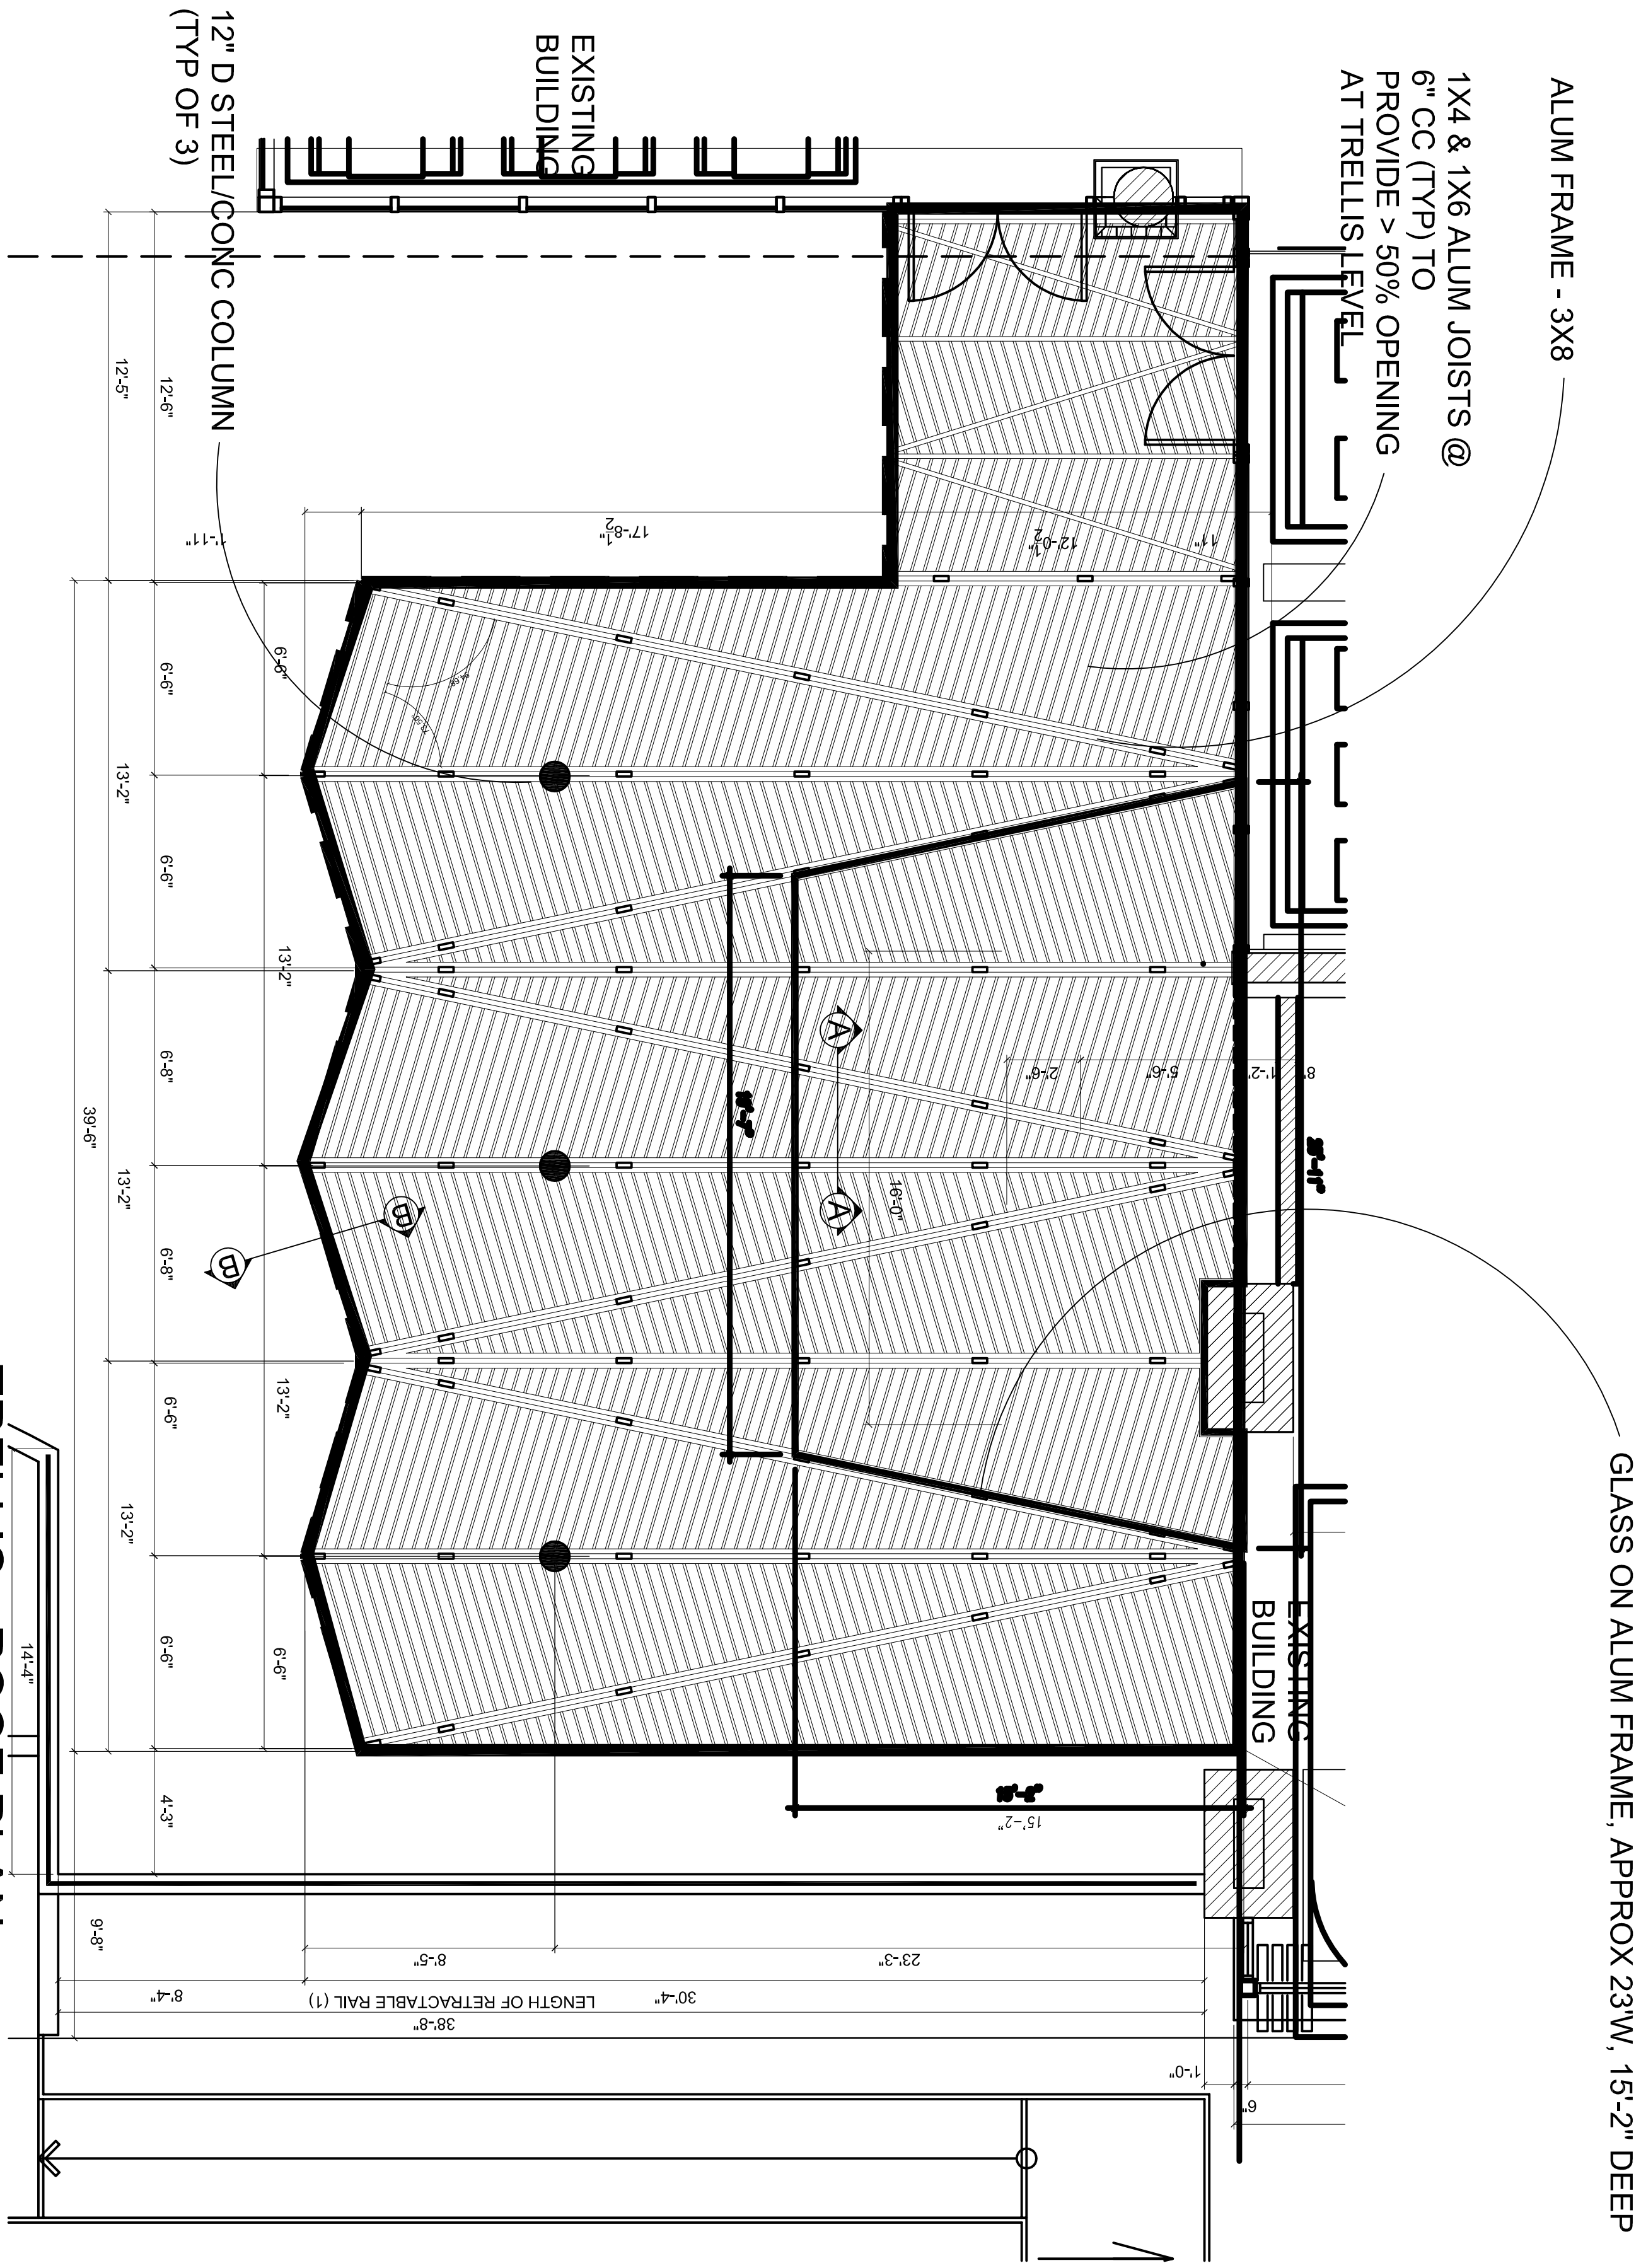 ALUM FRAME - 3X8
1X4 & 1X6 ALUM JOISTS @
6" CC (TYP) TO
PROVIDE > 50% OPENING
AT TRELLIS LEVEL
GLASS ON ALUM FRAME, APPROX 23'W, 15'-2" DEEP
EXISTING
BUILDING
EXISTING
BUILDING
12" D STEEL/CONC COLUMN
(TYP OF 3)
11"
12'-0 1/2"
17'-8 1/2"
1'-11"
8"
1'-2"
5'-6"
2'-6"
16'-0"
A
A
B
B
73.50°
15'-2"
6'-6"
13'-2"
13'-2"
6'-6"
12'-6"
6'-6"
6'-6"
6'-8"
6'-8"
6'-6"
6'-6"
4'-3"
12'-5"
13'-2"
13'-2"
13'-2"
9'-8"
39'-6"
14'-4"
23'-3"
8'-5"
30'-4"
8'-4"
LENGTH OF RETRACTABLE RAIL (1)
38'-8"
1'-0"
6"